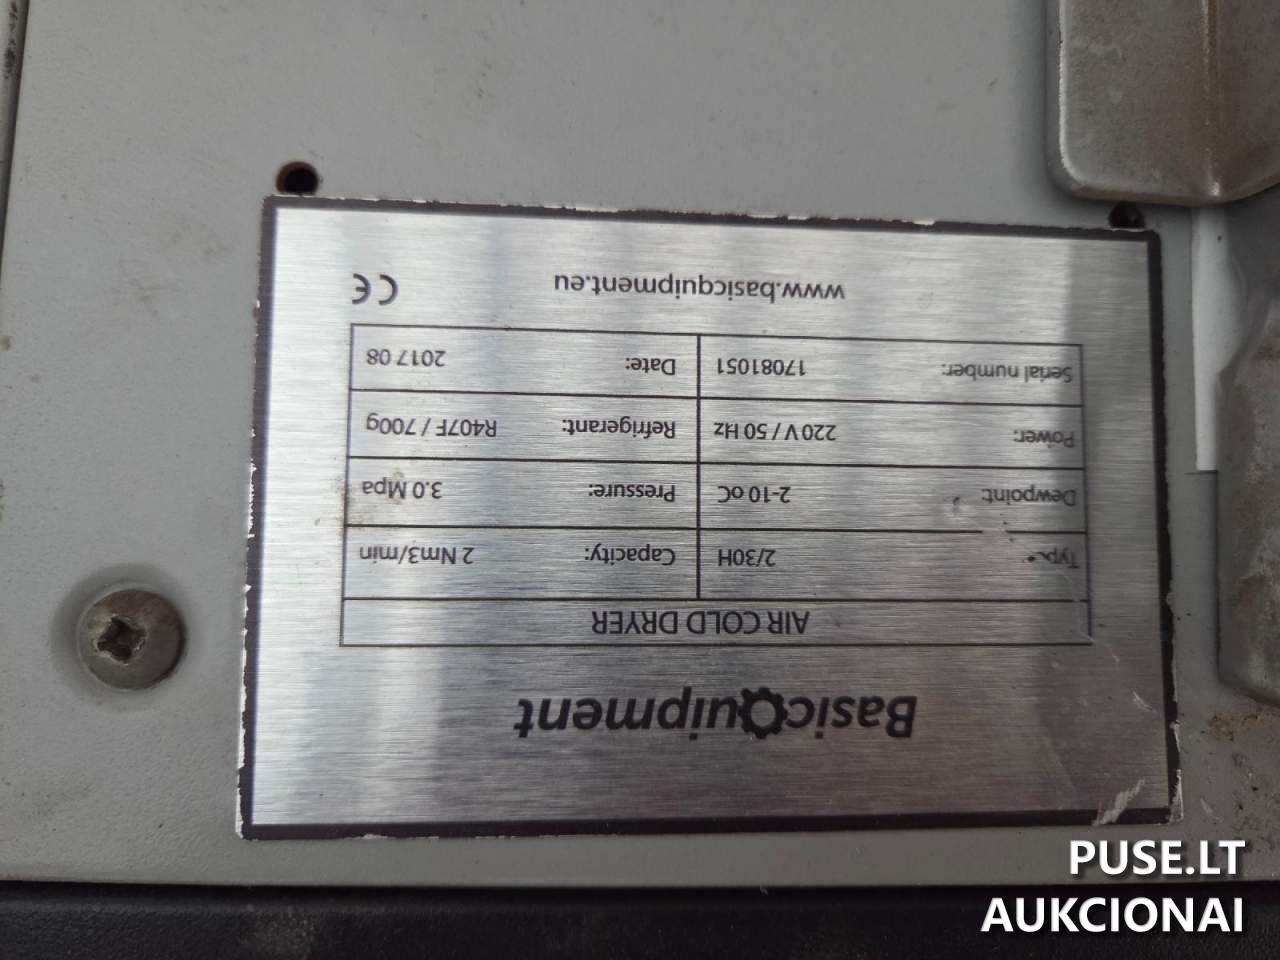 BasicQuipment
AIR COLD DRYER
Type: 2/30H Capacity: 2 Nm3/min
Dewpoint: 2-10 oC Pressure: 3.0 Mpa
Power: 220 V / 50 Hz Refrigerant: R407F / 700g
Serial number: 17081051 Date: 2017 08
www.basicquipment.eu CE
PUSE.LT
AUKCIONAI